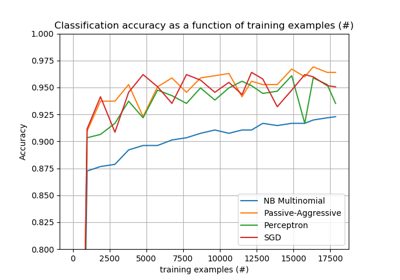 Classification accuracy as a function of training examples (#)
1.000
0.975
0.950
0.925
0.900
0.875
0.850
0.825
0.800
Accuracy
NB Multinomial
Passive-Aggressive
Perceptron
SGD
0 2500 5000 7500 10000 12500 15000 17500
training examples (#)